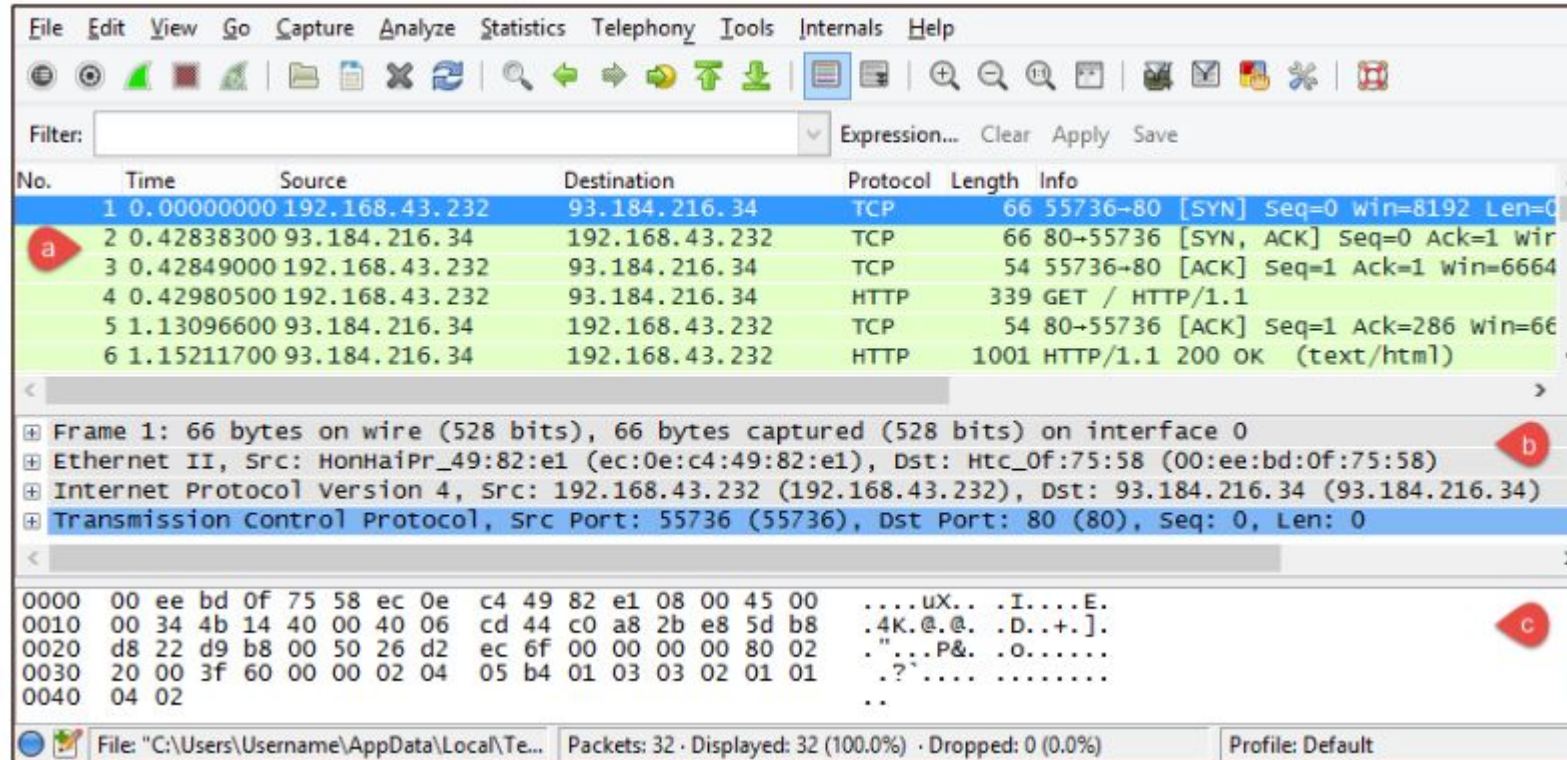 File Edit View Go Capture Analyze Statistics Telephony Tools Internals Help
Filter: Expression... Clear Apply Save
No. Time Source Destination Protocol Length Info
1 0.00000000 192.168.43.232 93.184.216.34 TCP 66 55736→80 [SYN] Seq=0 Win=8192 Len=0
a
2 0.42838300 93.184.216.34 192.168.43.232 TCP 66 80→55736 [SYN, ACK] Seq=0 Ack=1 Wir
3 0.42849000 192.168.43.232 93.184.216.34 TCP 54 55736→80 [ACK] Seq=1 Ack=1 Win=6664
4 0.42980500 192.168.43.232 93.184.216.34 HTTP 339 GET / HTTP/1.1
5 1.13096600 93.184.216.34 192.168.43.232 TCP 54 80→55736 [ACK] Seq=1 Ack=286 Win=66
6 1.15211700 93.184.216.34 192.168.43.232 HTTP 1001 HTTP/1.1 200 OK (text/html)
Frame 1: 66 bytes on wire (528 bits), 66 bytes captured (528 bits) on interface 0
b
Ethernet II, Src: HonHaiPr_49:82:e1 (ec:0e:c4:49:82:e1), Dst: Htc_0f:75:58 (00:ee:bd:0f:75:58)
Internet Protocol Version 4, Src: 192.168.43.232 (192.168.43.232), Dst: 93.184.216.34 (93.184.216.34)
Transmission Control Protocol, Src Port: 55736 (55736), Dst Port: 80 (80), Seq: 0, Len: 0
0000 00 ee bd 0f 75 58 ec 0e c4 49 82 e1 08 00 45 00 ....uX.. .I....E.
0010 00 34 4b 14 40 00 40 06 cd 44 c0 a8 2b e8 5d b8 .4K.@.@. .D..+.].
c
0020 d8 22 d9 b8 00 50 26 d2 ec 6f 00 00 00 00 80 02 ."...P&. .o......
0030 20 00 3f 60 00 00 02 04 05 b4 01 03 03 02 01 01 .?`.... ........
0040 04 02 ..
File: "C:\Users\Username\AppData\Local\Te... Packets: 32 · Displayed: 32 (100.0%) · Dropped: 0 (0.0%) Profile: Default